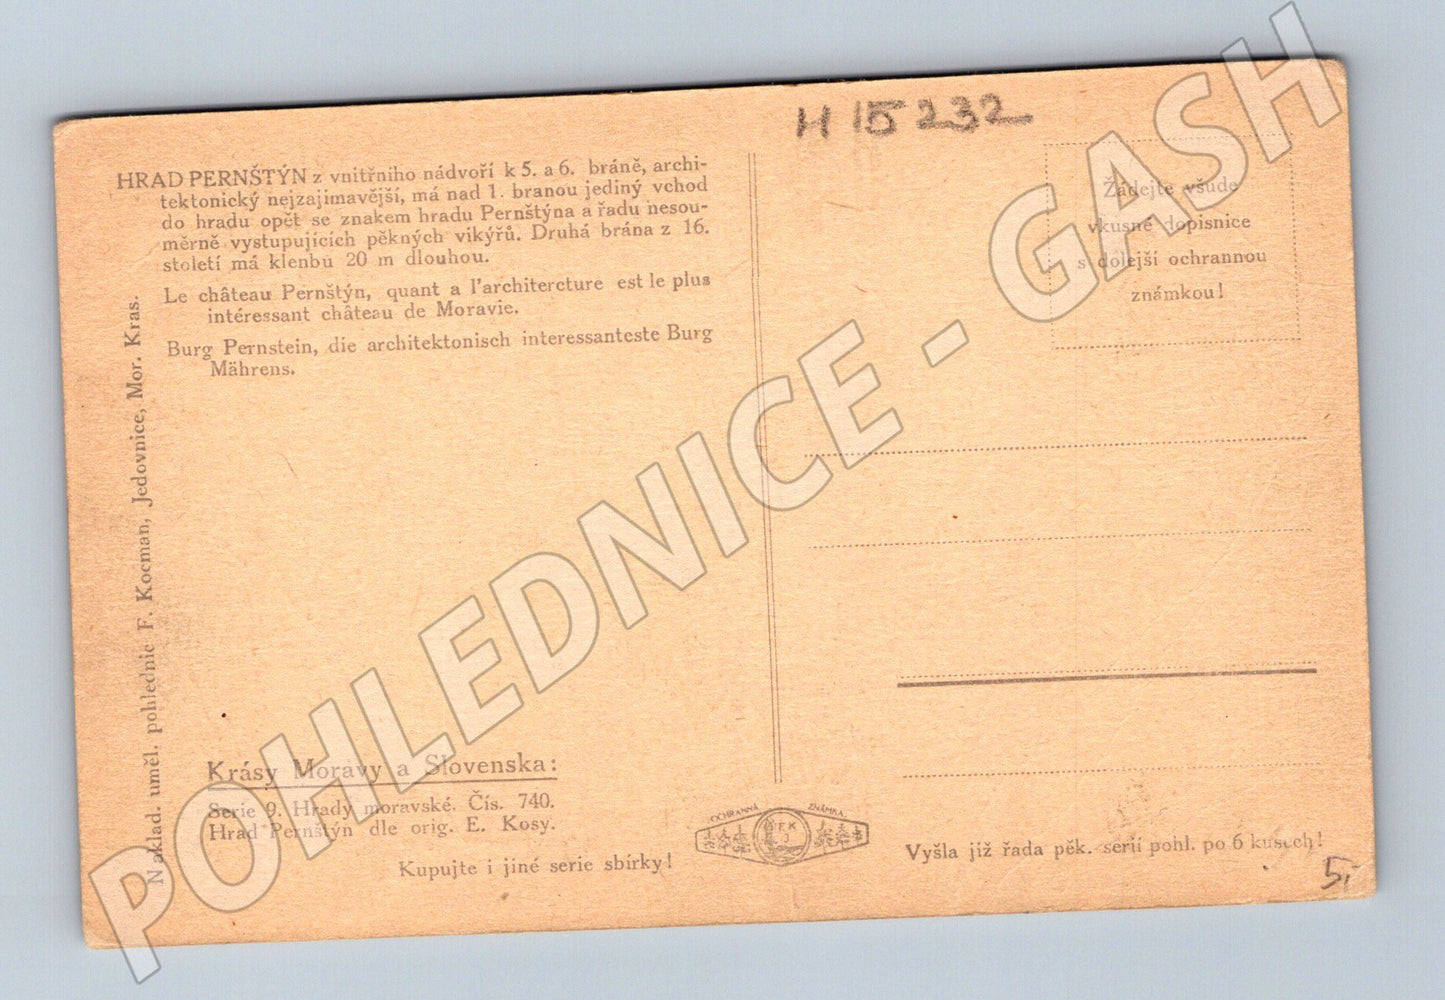 H 15232
HRAD PERNŠTÝN z vnitřniho nádvoří k 5. a 6. bráně, archi-
tektonický nejzajimavější, má nad 1. branou jediný vchod
do hradu opět se znakem hradu Pernštýna a řadu nesou-
měrně vystupujících pěkných vikýřů. Druhá brána z 16.
století má klenbu 20 m dlouhou.
Le château Pernštýn, quant a l'architercture est le plus
intéressant château de Moravie.
Burg Pernstein, die architektonisch interessanteste Burg
Mährens.
Naklad. uměl. pohlednic F. Kocman, Jedovnice, Mor. Kras.
Krásy Moravy a Slovenska:
Serie 9. Hrady moravské. Čís. 740.
Hrad Pernštýn dle orig. E. Kosy.
Kupujte i jiné serie sbírky!
OCHRANNÁ ZNÁMKA
FK
J
Žádejte všude
vkusné dopisnice
s dolejší ochrannou
známkou!
Vyšla již řada pěk. serií pohl. po 6 kusech!
5,-
POHLEDNICE - GASH